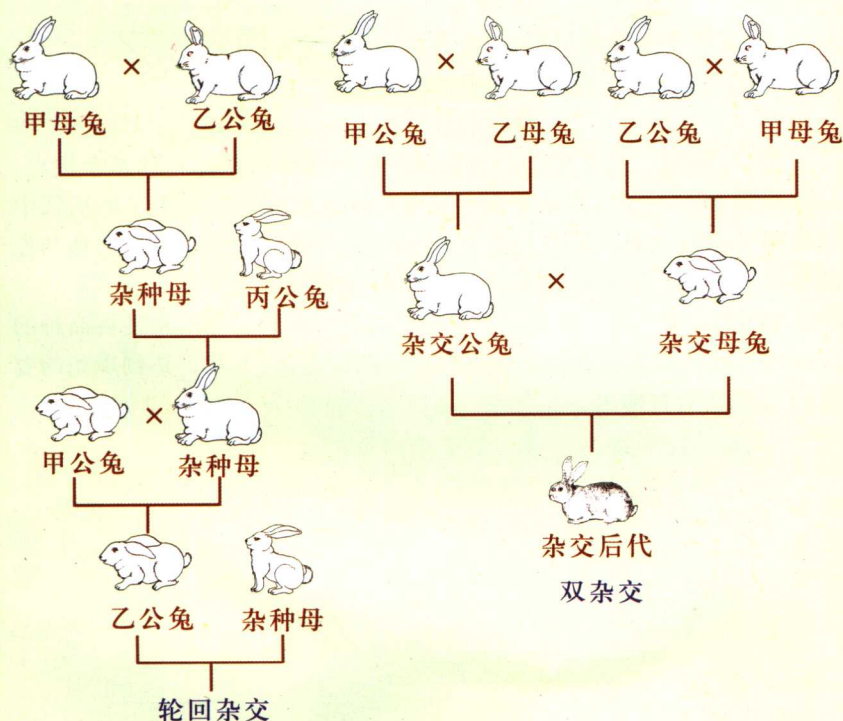 甲母兔 × 乙公兔
杂种母 丙公兔
甲公兔 × 杂种母
乙公兔 杂种母
轮回杂交
甲公兔 × 乙母兔 乙公兔 × 甲母兔
杂交公兔 × 杂交母兔
杂交后代
双杂交